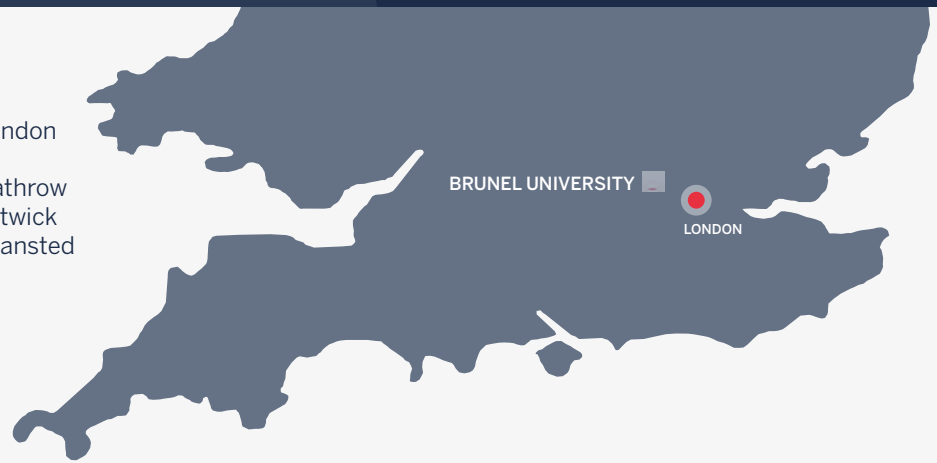 ndon
athrow
twick
ansted
BRUNEL UNIVERSITY
LONDON